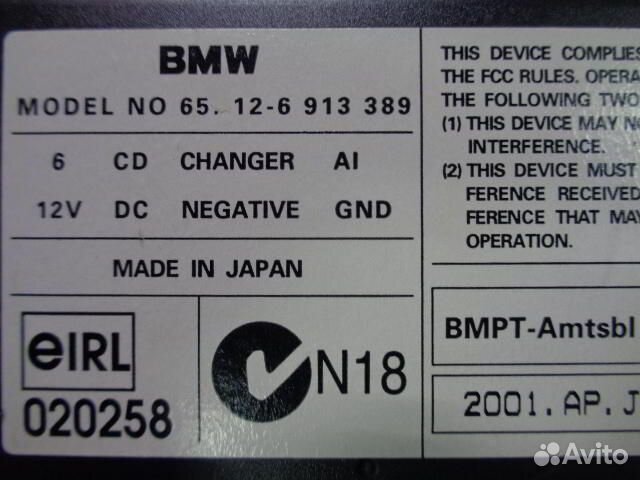 BMW
MODEL NO 65. 12-6 913 389
6 CD CHANGER AI
12V DC NEGATIVE GND
MADE IN JAPAN
eIRL
020258
N18
THIS DEVICE COMPLIES
THE FCC RULES. OPERA
THE FOLLOWING TWO
(1) THIS DEVICE MAY NO
INTERFERENCE.
(2) THIS DEVICE MUST
FERENCE RECEIVED
FERENCE THAT MAY
OPERATION.
BMPT-Amtsbl
2001.AP.J
Avito